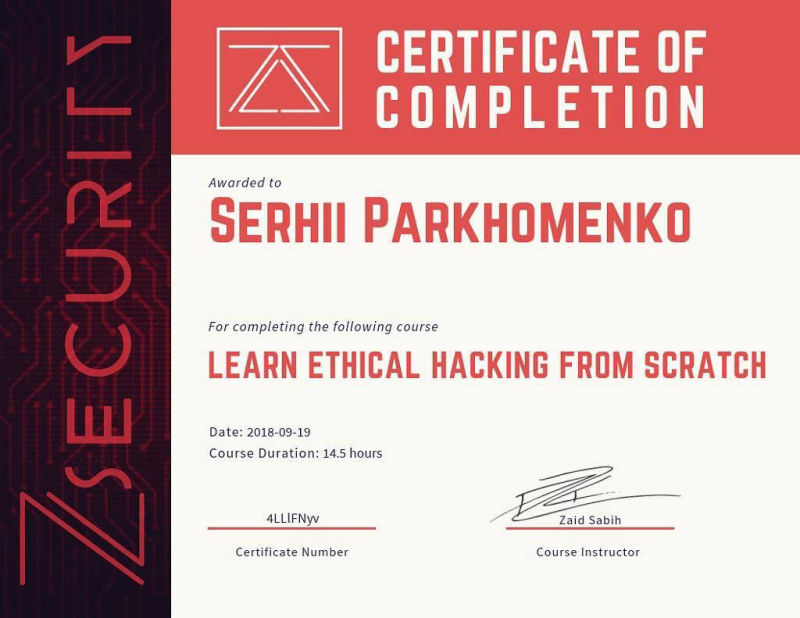 ZSECURITY
CERTIFICATE OF
COMPLETION
Awarded to
SERHII PARKHOMENKO
For completing the following course
LEARN ETHICAL HACKING FROM SCRATCH
Date: 2018-09-19
Course Duration: 14.5 hours
4LLlFNyv
Certificate Number
Zaid Sabih
Course Instructor